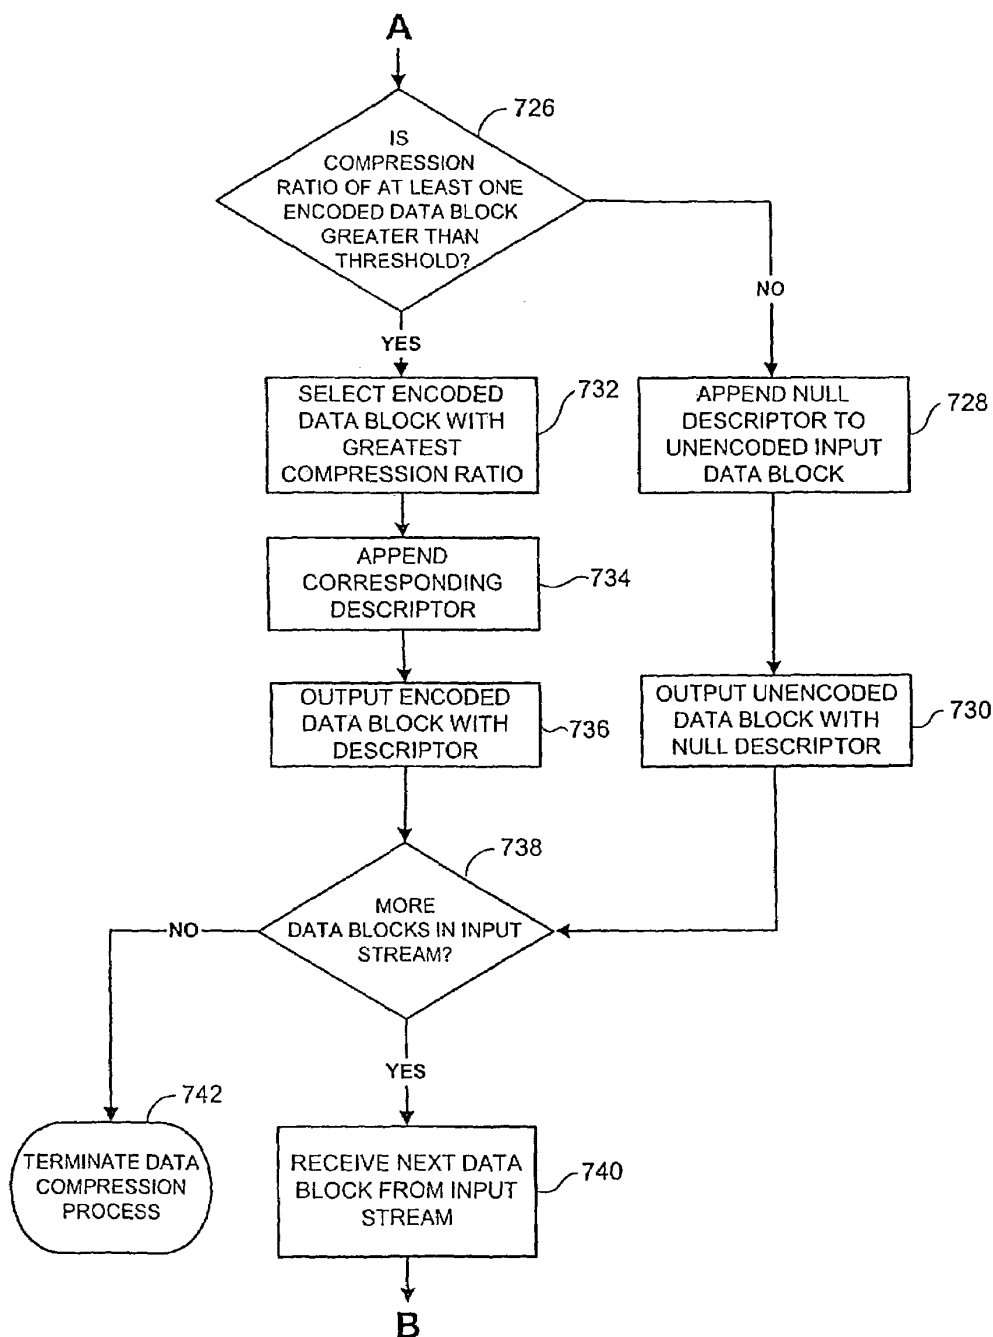 A
726
IS
COMPRESSION
RATIO OF AT LEAST ONE
ENCODED DATA BLOCK
GREATER THAN
THRESHOLD?
NO
YES
SELECT ENCODED
DATA BLOCK WITH
GREATEST
COMPRESSION RATIO
732
APPEND NULL
DESCRIPTOR TO
UNENCODED INPUT
DATA BLOCK
728
APPEND
CORRESPONDING
DESCRIPTOR
734
OUTPUT ENCODED
DATA BLOCK WITH
DESCRIPTOR
736
OUTPUT UNENCODED
DATA BLOCK WITH
NULL DESCRIPTOR
730
738
MORE
DATA BLOCKS IN INPUT
STREAM?
NO
YES
742
TERMINATE DATA
COMPRESSION
PROCESS
RECEIVE NEXT DATA
BLOCK FROM INPUT
STREAM
740
B